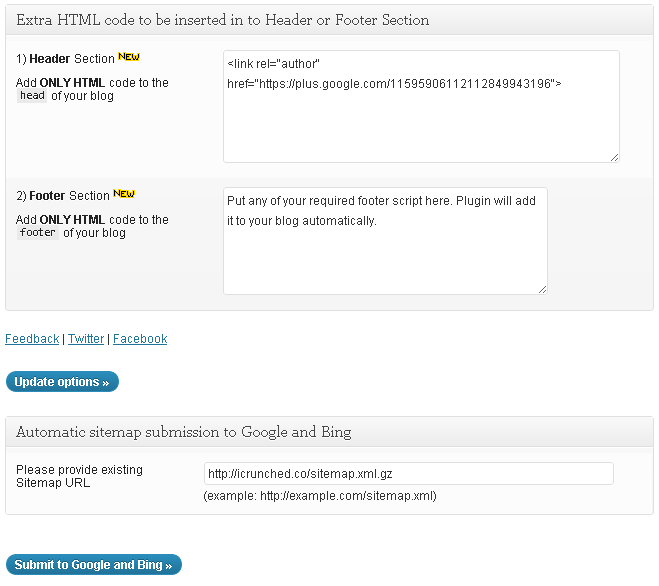 Extra HTML code to be inserted in to Header or Footer Section
1) Header Section NEW
Add ONLY HTML code to the
head of your blog
<link rel="author"
href="https://plus.google.com/11595906112112849943196">
2) Footer Section NEW
Add ONLY HTML code to the
footer of your blog
Put any of your required footer script here. Plugin will add
it to your blog automatically.
Feedback | Twitter | Facebook
Update options »
Automatic sitemap submission to Google and Bing
Please provide existing
Sitemap URL
http://icrunched.co/sitemap.xml.gz
(example: http://example.com/sitemap.xml)
Submit to Google and Bing »